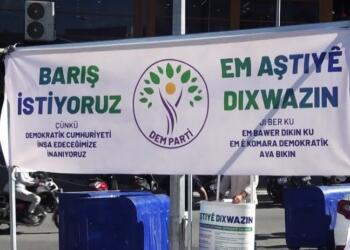 BARIŞ
İSTİYORUZ
ÇÜNKÜ
DEMOKRATİK CUMHURİYETİ
İNŞA EDECEĞİMİZE
İNANIYORUZ
DEM PARTİ
EM AŞTIYÊ
DIXWAZIN
JI BER KU
EM BAWER DIKIN KU
EM Ê KOMARA DEMOKRATİK
AVA BIKIN
AŞTIYÊ DIXWAZIN